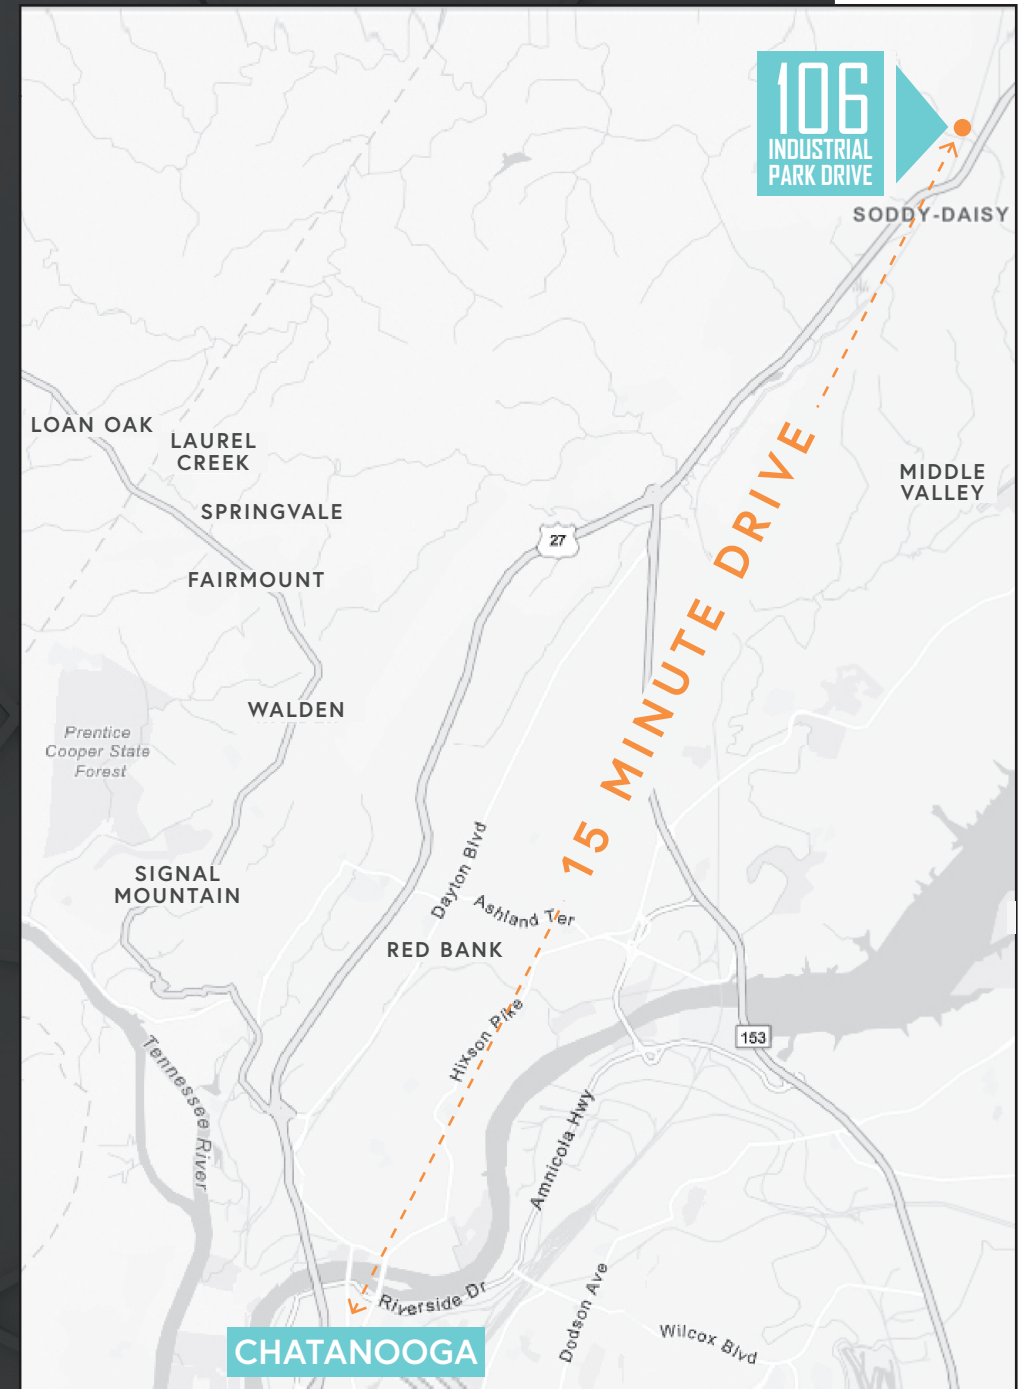 106
INDUSTRIAL
PARK DRIVE
SODDY-DAISY
LOAN OAK
LAUREL
CREEK
MIDDLE
VALLEY
SPRINGVALE
27
FAIRMOUNT
15 MINUTE DRIVE
WALDEN
Prentice
Cooper State
Forest
Dayton Blvd
SIGNAL
MOUNTAIN
Ashland Ter
RED BANK
Hixson Pike
153
Tennessee River
Amnicola Hwy
Riverside Dr
Dodson Ave
Wilcox Blvd
CHATANOOGA